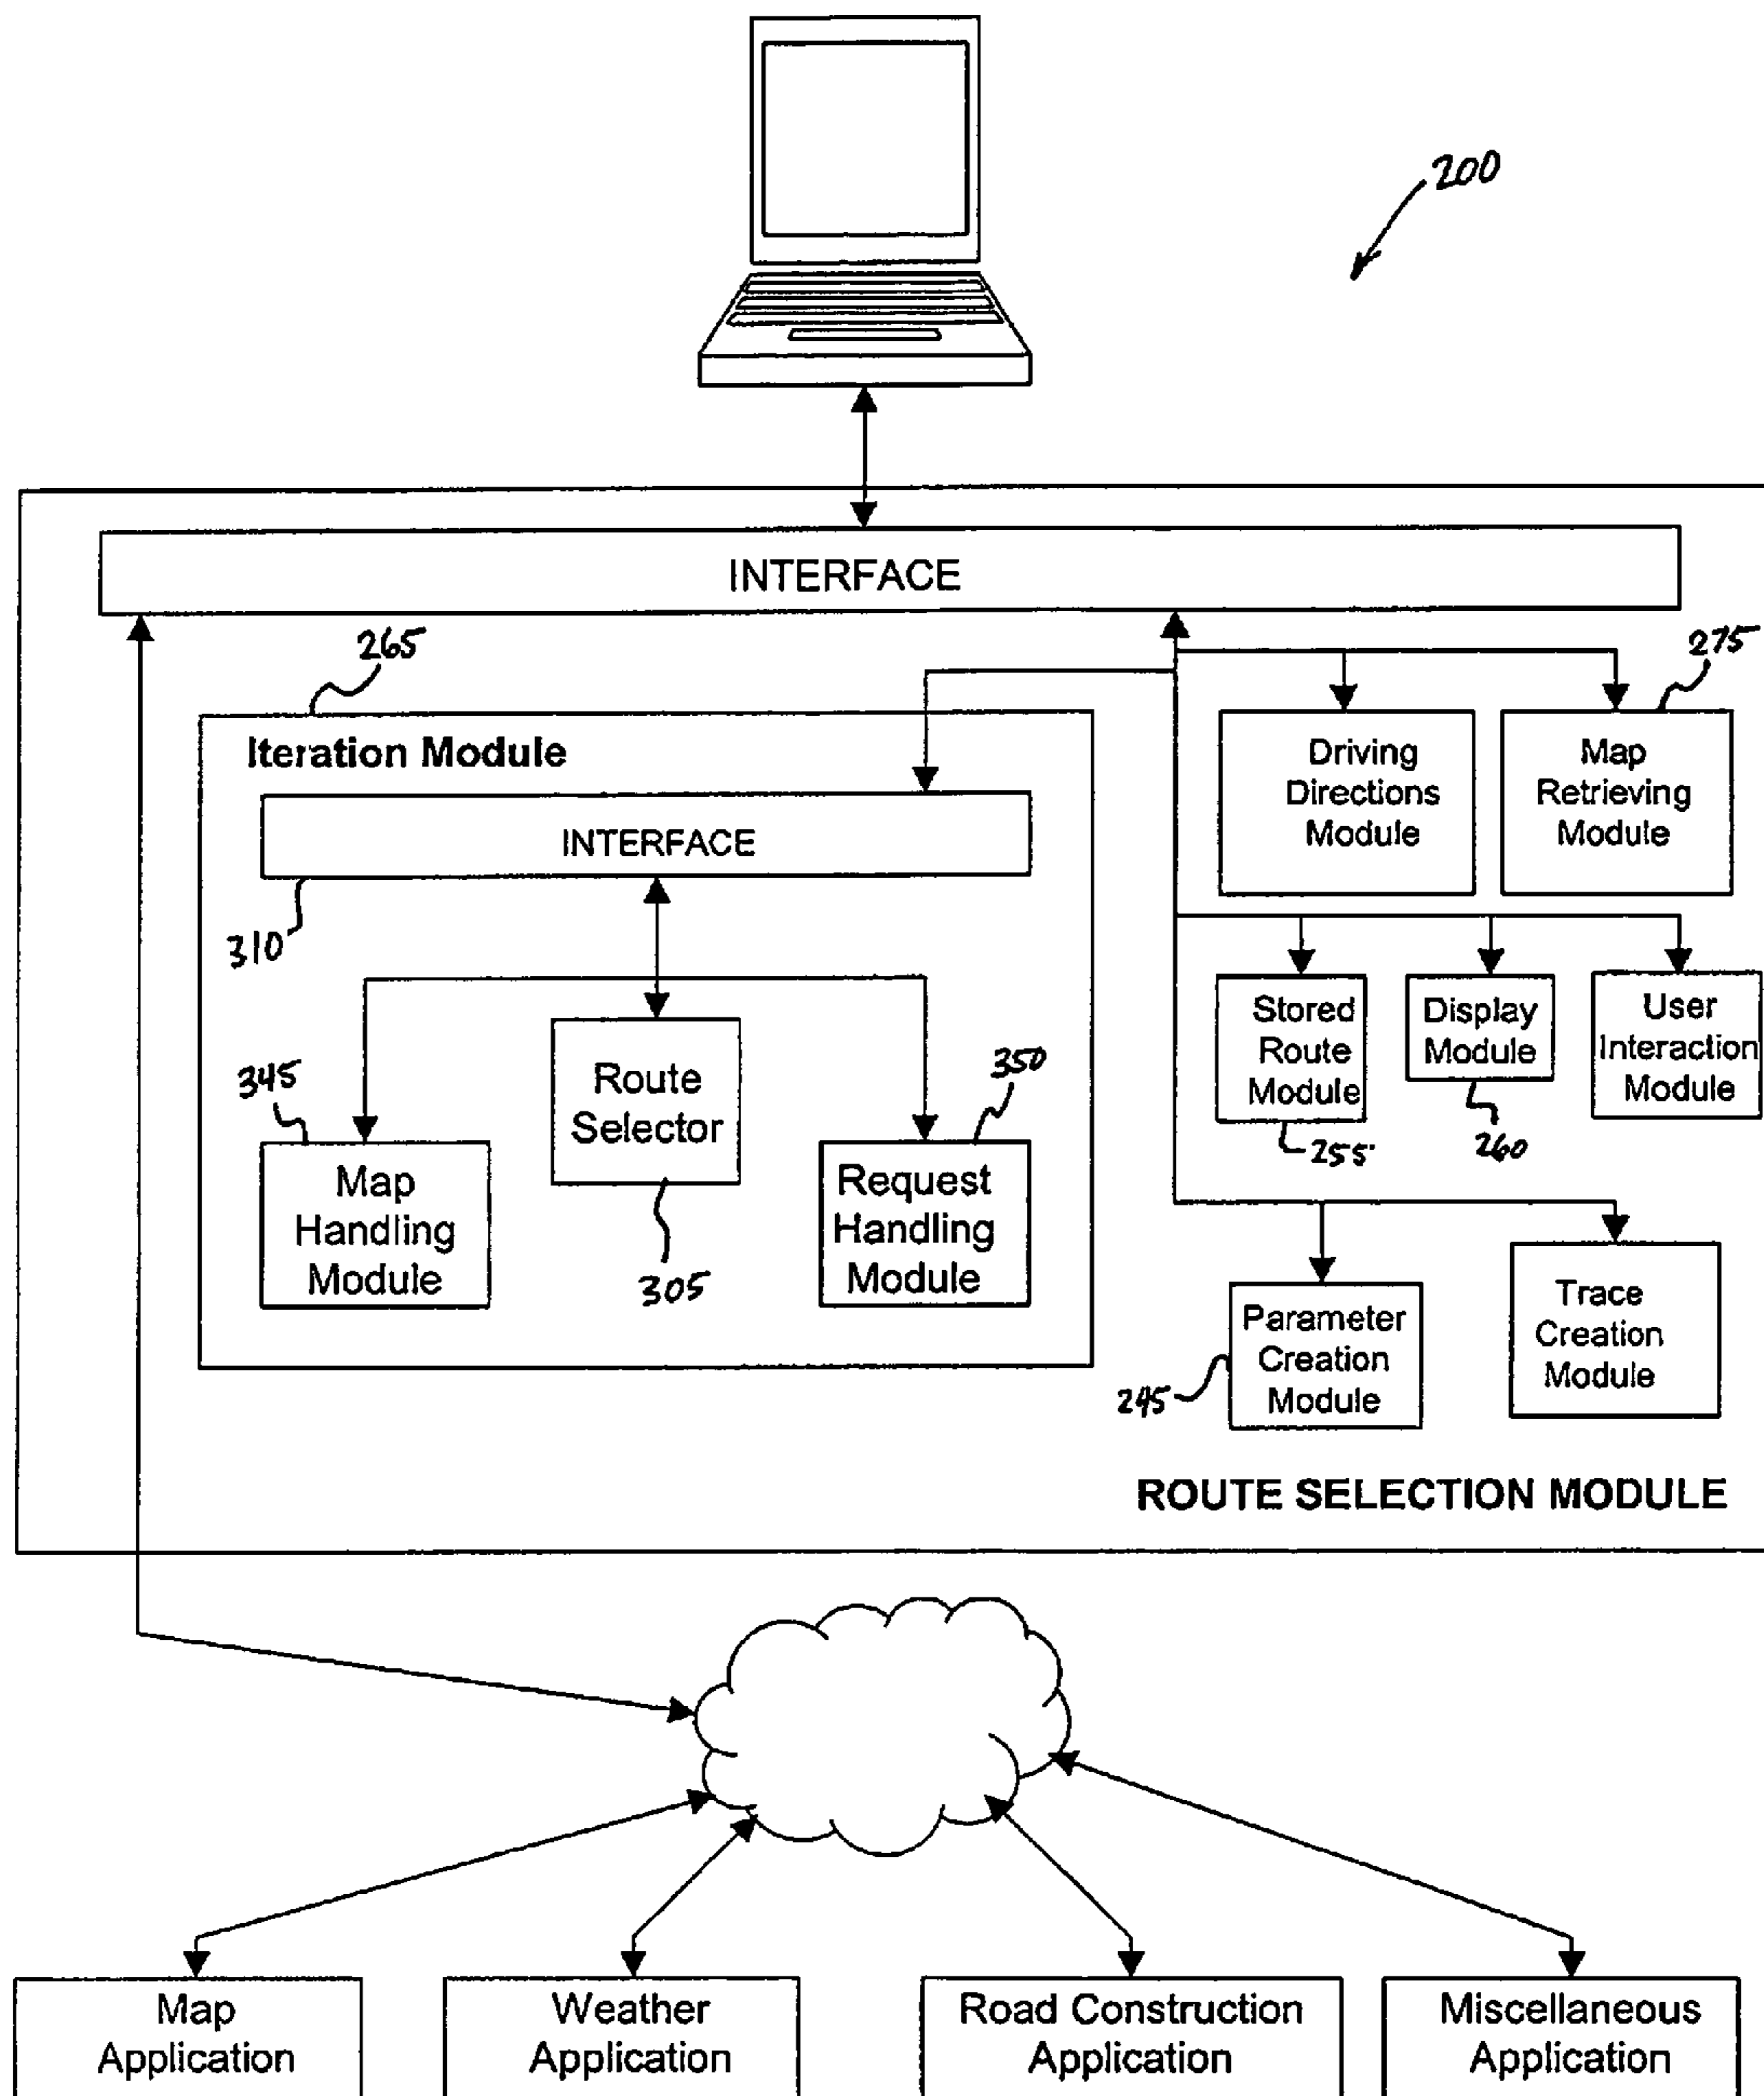 200
INTERFACE
265
275
Iteration Module
Driving
Directions
Module
Map
Retrieving
Module
INTERFACE
310
Stored
Route
Module
Display
Module
User
Interaction
Module
255
260
345
Route
Selector
350
Map
Handling
Module
305
Request
Handling
Module
Parameter
Creation
Module
245
Trace
Creation
Module
ROUTE SELECTION MODULE
Map
Application
Weather
Application
Road Construction
Application
Miscellaneous
Application